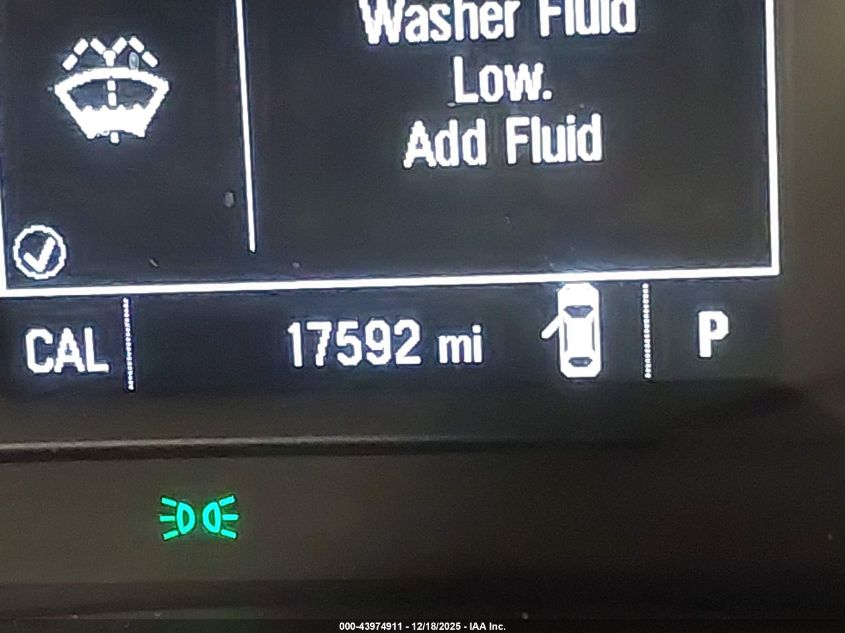 Washer Fluid
Low.
Add Fluid
CAL
17592 mi
P
000-43974911 - 12/18/2025 - IAA Inc.